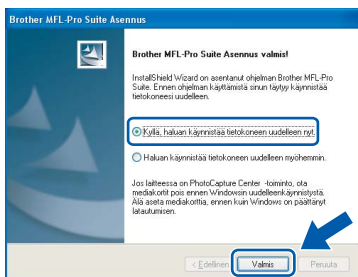 Brother MFL-Pro Suite Asennus
Brother MFL-Pro Suite Asennus valmis!
InstallShield Wizard on asentanut ohjelman Brother MFL-Pro
Suite. Ennen ohjelman käyttämistä sinun täytyy käynnistää
tietokoneesi uudelleen.
Kyllä, haluan käynnistää tietokoneen uudelleen nyt.
Haluan käynnistää tietokoneen uudelleen myöhemmin.
Jos laitteessa on PhotoCapture Center -toiminto, ota
mediakortit pois ennen Windowsin uudelleenkäynnistystä.
Älä aseta mediakorttia, ennen kuin Windows on päättänyt
latautumisen.
< Edellinen Valmis Peruuta